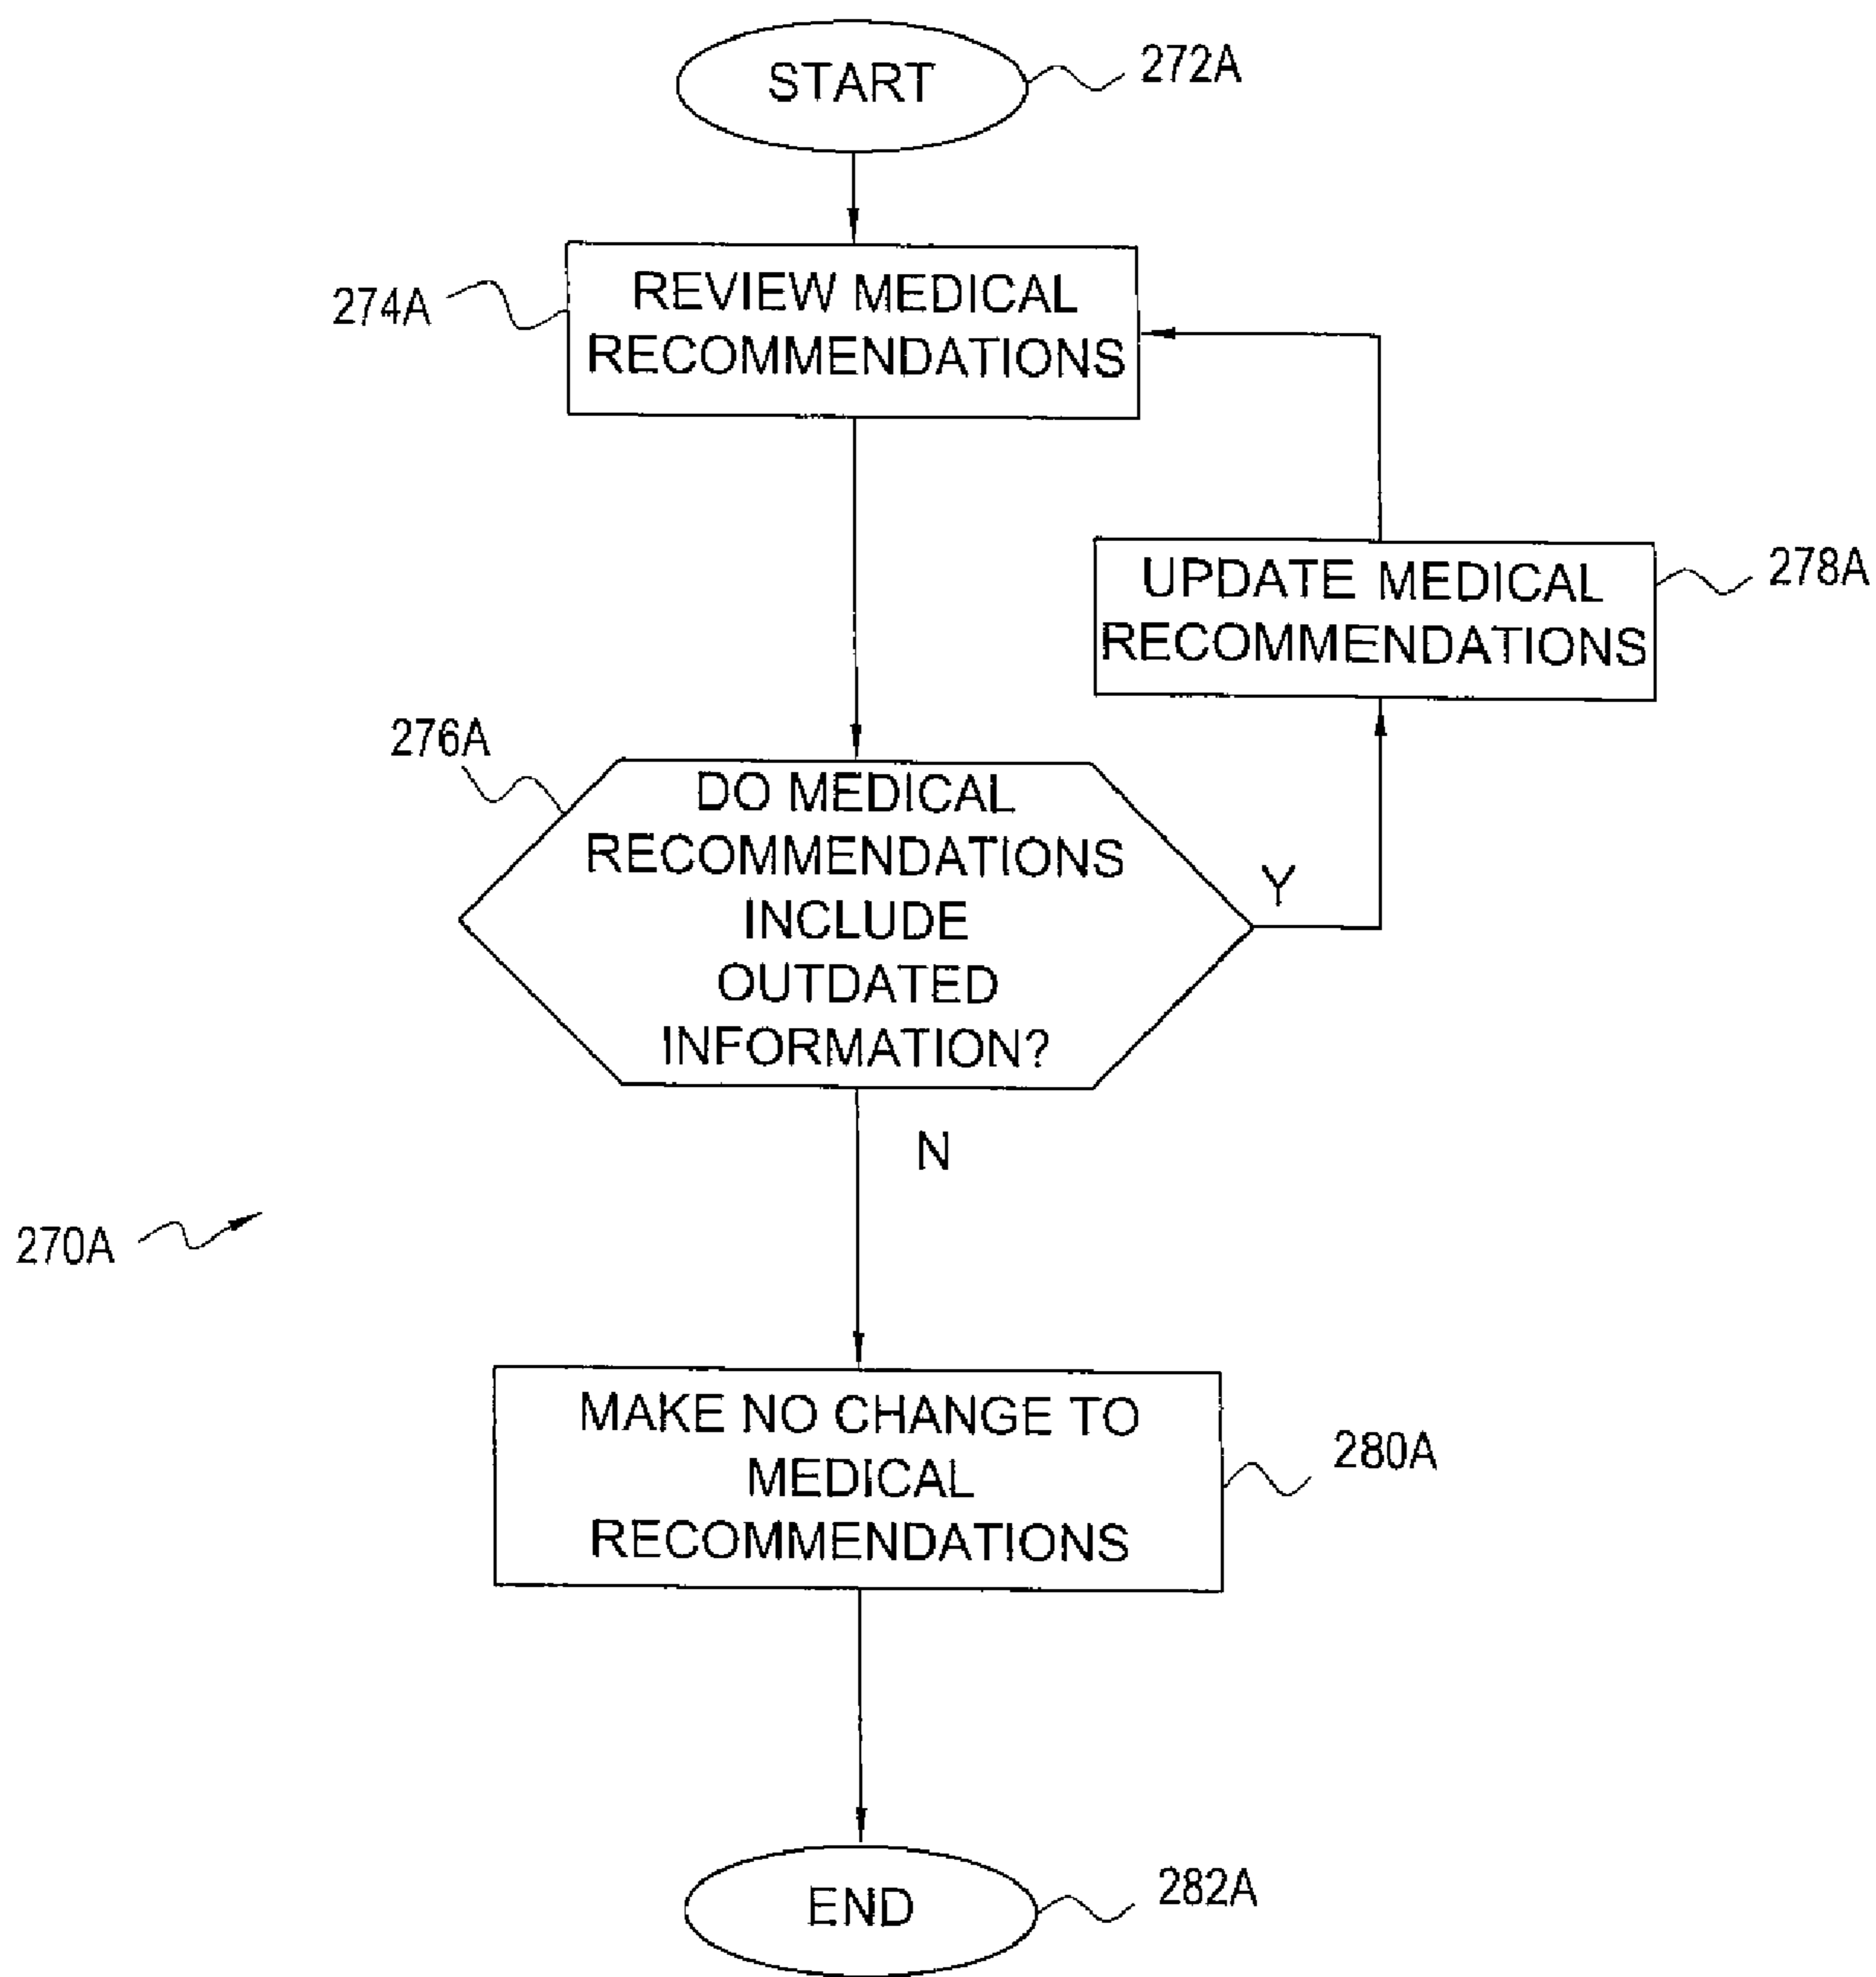 START
272A
REVIEW MEDICAL
RECOMMENDATIONS
274A
UPDATE MEDICAL
RECOMMENDATIONS
278A
276A
DO MEDICAL
RECOMMENDATIONS
INCLUDE
OUTDATED
INFORMATION?
Y
N
270A
MAKE NO CHANGE TO
MEDICAL
RECOMMENDATIONS
280A
END
282A